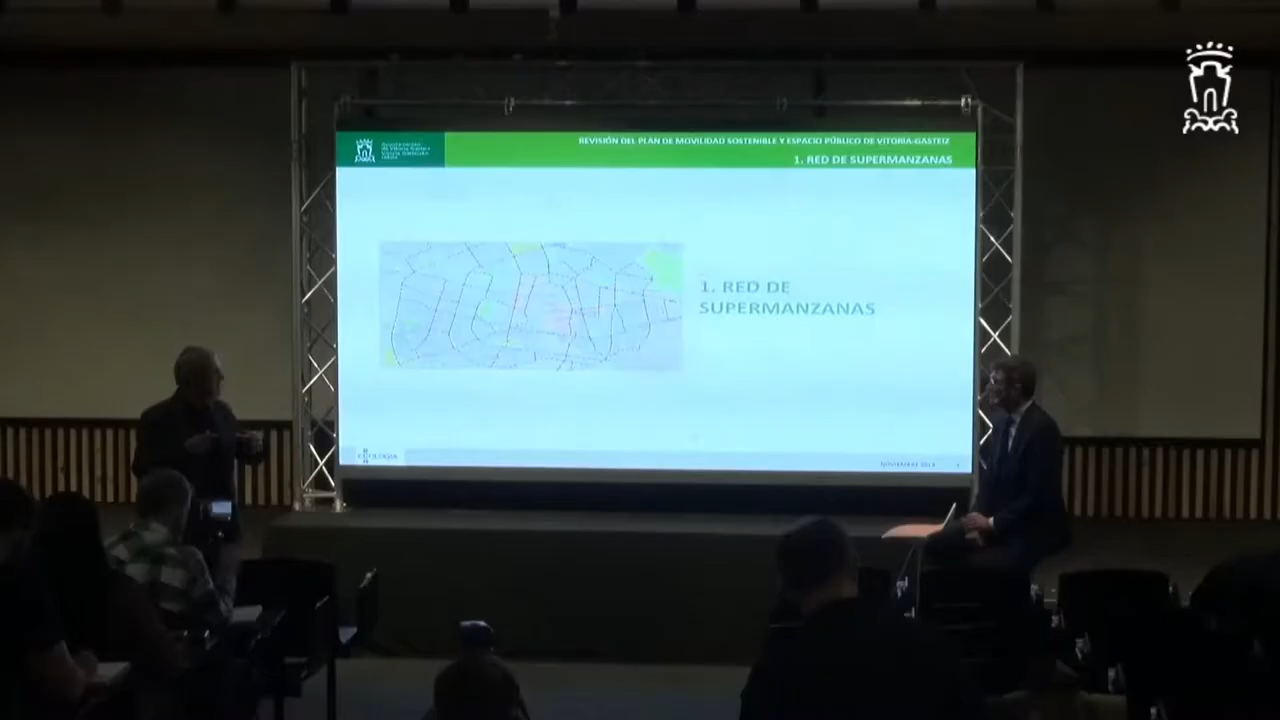 REVISIÓN DEL PLAN DE MOVILIDAD SOSTENIBLE Y ESPACIO PÚBLICO DE VITORIA-GASTEIZ
1. RED DE SUPERMANZANAS
1. RED DE
SUPERMANZANAS